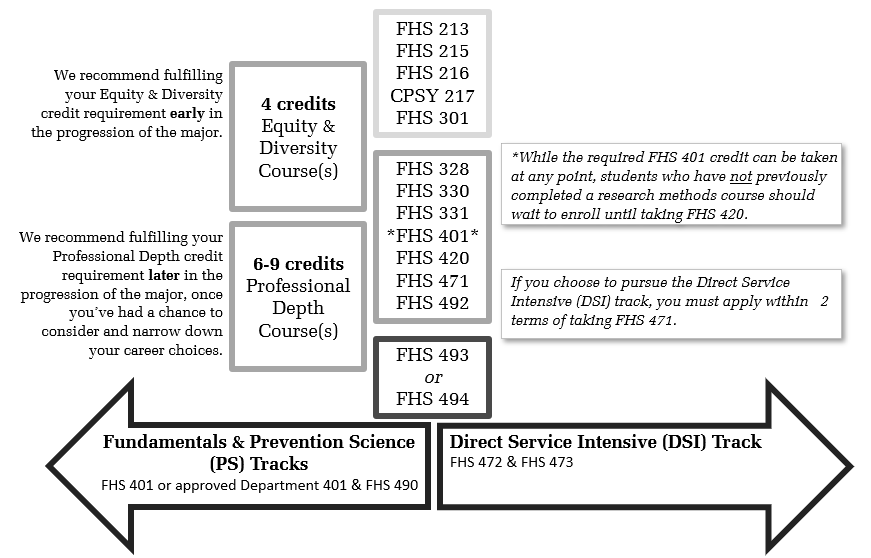 We recommend fulfilling
your Equity & Diversity
credit requirement early in
the progression of the major.
4 credits
Equity &
Diversity
Course(s)
FHS 213
FHS 215
FHS 216
CPSY 217
FHS 301
FHS 328
FHS 330
FHS 331
*FHS 401*
FHS 420
FHS 471
FHS 492
*While the required FHS 401 credit can be taken
at any point, students who have not previously
completed a research methods course should
wait to enroll until taking FHS 420.
We recommend fulfilling your
Professional Depth credit
requirement later in the
progression of the major, once
you've had a chance to
consider and narrow down
your career choices.
6-9 credits
Professional
Depth
Course(s)
If you choose to pursue the Direct Service
Intensive (DSI) track, you must apply within 2
terms of taking FHS 471.
FHS 493
or
FHS 494
Fundamentals & Prevention Science
(PS) Tracks
FHS 401 or approved Department 401 & FHS 490
Direct Service Intensive (DSI) Track
FHS 472 & FHS 473